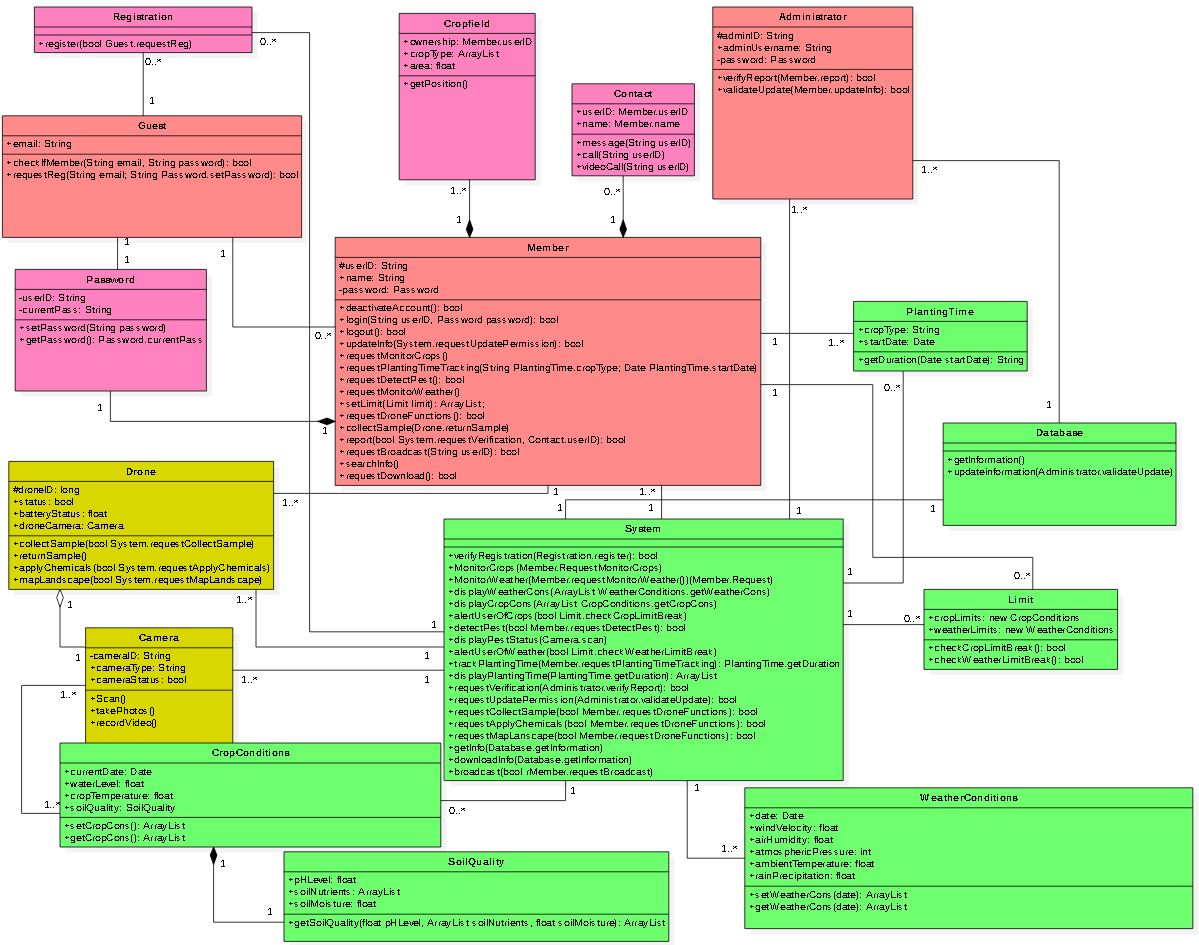 Registration
+register(bool Guest.requestReg)
0..*
0..*
1
Guest
+email: String
+checkIfMember(String email, String password): bool
+requestReg(String email; String Password.setPassword): bool
1
1
1
Password
-userID: String
-currentPass: String
+setPassword(String password)
+getPassword(): Password.currentPass
1
1
0..*
Cropfield
+ownership: Member.userID
+cropType: ArrayList
+area: float
+getPosition()
1..*
1
Contact
+userID: Member.userID
+name: Member.name
+message(String userID)
+call(String userID)
+videoCall(String userID)
0..*
1
Administrator
#adminID: String
+adminUsername: String
-password: Password
+verifyReport(Member.report): bool
+validateUpdate(Member.updateInfo): bool
1..*
1..*
1
1
Member
#userID: String
+name: String
-password: Password
+deactivateAccount(): bool
+login(String userID, Password password): bool
+logout(): bool
+updateInfo(System.requestUpdatePermission): bool
+requestMonitorCrops()
+requestPlantingTimeTracking(String PlantingTime.cropType; Date PlantingTime.startDate)
+requestDetectPest(): bool
+requestMonitorWeather()
+setLimit(Limit limit): ArrayList;
+requestDroneFunctions(): bool
+collectSample(Drone.returnSample)
+report(bool System.requestVerification, Contact.userID): bool
+requestBroadcast(String userID): bool
+searchInfo()
+requestDownload(): bool
1
1..*
1
1
PlantingTime
+cropType: String
+startDate: Date
+getDuration(Date startDate): String
1..*
0..*
Database
+getInformation()
+updateinformation(Administrator.validateUpdate)
1
Drone
#droneID: long
+status: bool
+batteryStatus: float
+droneCamera: Camera
+collectSample(bool System.requestCollectSample)
+returnSample()
+applyChemicals(bool System.requestApplyChemicals)
+mapLandscape(bool System.requestMapLandscape)
1..*
1
1..*
1
Camera
-cameraID: String
+cameraType: String
+cameraStatus: bool
+Scan()
+takePhotos()
+recordVideo()
1..*
1..*
1..*
System
+verifyRegistration(Registration.register): bool
+MonitorCrops(Member.RequestMonitorCrops)
+MonitorWeather(Member.requestMonitorWeather())(Member.Request)
+displayWeatherCons(ArrayList WeatherConditions.getWeatherCons)
+displayCropCons(ArrayList CropConditions.getCropCons)
+alertUserOfCrops(bool Limit.checkCropLimitBreak)
+detectPest(bool Member.requestDetectPest): bool
+displayPestStatus(Camera.scan)
+alertUserOfWeather(bool Limit.checkWeatherLimitBreak)
+trackPlantingTime(Member.requestPlantingTimeTracking): PlantingTime.getDuration
+displayPlantingTime(PlantingTime.getDuration): ArrayList
+requestVerification(Administrator.verifyReport): bool
+requestUpdatePermission(Administrator.validateUpdate): bool
+requestCollectSample(bool Member.requestDroneFunctions): bool
+requestApplyChemicals(bool Member.requestDroneFunctions): bool
+requestMapLanscape(bool Member.requestDroneFunctions): bool
+getInfo(Database.getInformation)
+downloadInfo(Database.getInformation)
+broadcast(bool rMember.requestBroadcast)
1
1
1
1
1
1
1
1
1
1
Limit
+cropLimits: new CropConditions
+weatherLimits: new WeatherConditions
+checkCropLimitBreak(): bool
+checkWeatherLimitBreak(): bool
0..*
0..*
CropConditions
+currentDate: Date
+waterLevel: float
+cropTemperature: float
+soilQuality: SoilQuality
+setCropCons(): ArrayList
+getCropCons(): ArrayList
0..*
1
1
SoilQuality
+pHLevel: float
+soilNutrients: ArrayList
+soilMoisture: float
+getSoilQuality(float pHLevel, ArrayList soilNutrients, float soilMoisture): ArrayList
WeatherConditions
+date: Date
+windVelocity: float
+airHumidity: float
+atmosphericPressure: int
+ambientTemperature: float
+rainPrecipitation: float
+setWeatherCons(date): ArrayList
+getWeatherCons(date): ArrayList
1..*